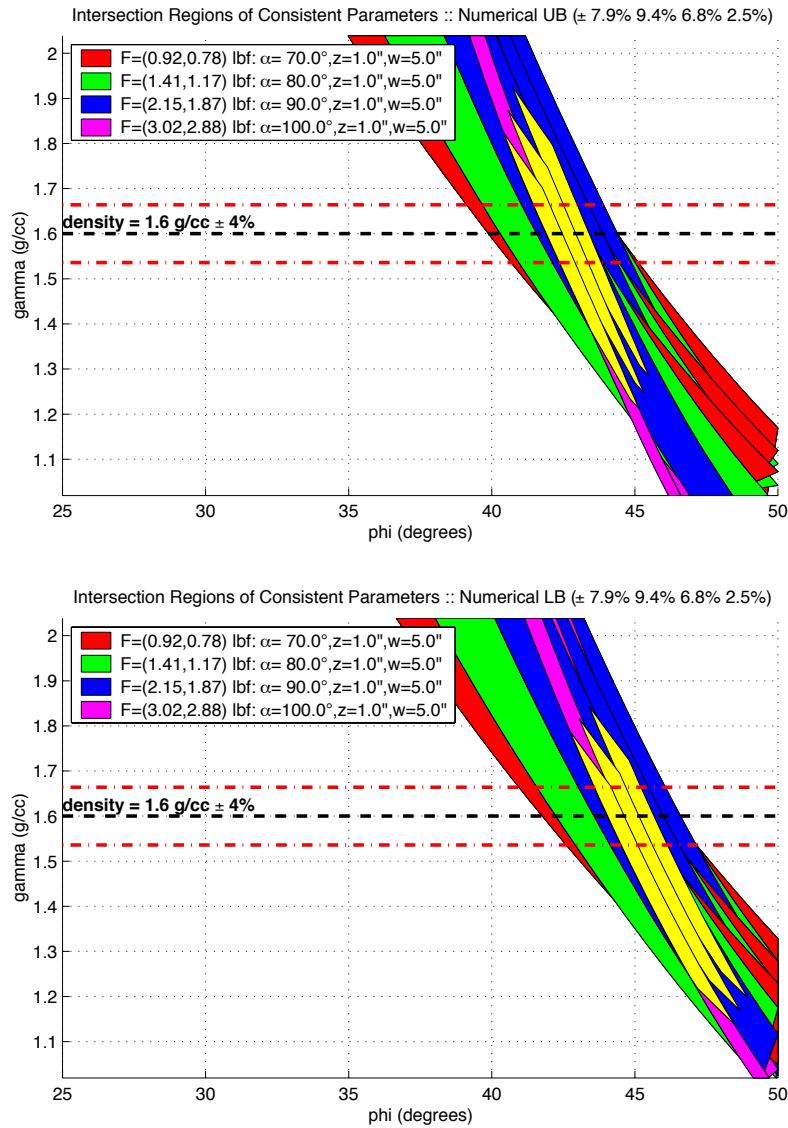 Intersection Regions of Consistent Parameters :: Numerical UB (± 7.9% 9.4% 6.8% 2.5%)
2
1.9
1.8
1.7
1.6
1.5
1.4
1.3
1.2
1.1
gamma (g/cc)
F=(0.92,0.78) lbf: α= 70.0°,z=1.0",w=5.0"
F=(1.41,1.17) lbf: α= 80.0°,z=1.0",w=5.0"
F=(2.15,1.87) lbf: α= 90.0°,z=1.0",w=5.0"
F=(3.02,2.88) lbf: α=100.0°,z=1.0",w=5.0"
density = 1.6 g/cc ± 4%
25 30 35 40 45 50
phi (degrees)
Intersection Regions of Consistent Parameters :: Numerical LB (± 7.9% 9.4% 6.8% 2.5%)
2
1.9
1.8
1.7
1.6
1.5
1.4
1.3
1.2
1.1
gamma (g/cc)
F=(0.92,0.78) lbf: α= 70.0°,z=1.0",w=5.0"
F=(1.41,1.17) lbf: α= 80.0°,z=1.0",w=5.0"
F=(2.15,1.87) lbf: α= 90.0°,z=1.0",w=5.0"
F=(3.02,2.88) lbf: α=100.0°,z=1.0",w=5.0"
density = 1.6 g/cc ± 4%
25 30 35 40 45 50
phi (degrees)